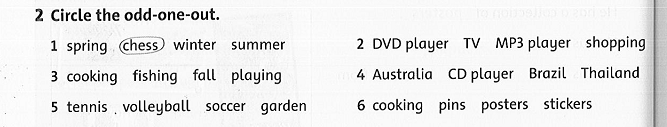 2 Circle the odd-one-out.
1 spring chess winter summer
2 DVD player TV MP3 player shopping
3 cooking fishing fall playing
4 Australia CD player Brazil Thailand
5 tennis volleyball soccer garden
6 cooking pins posters stickers